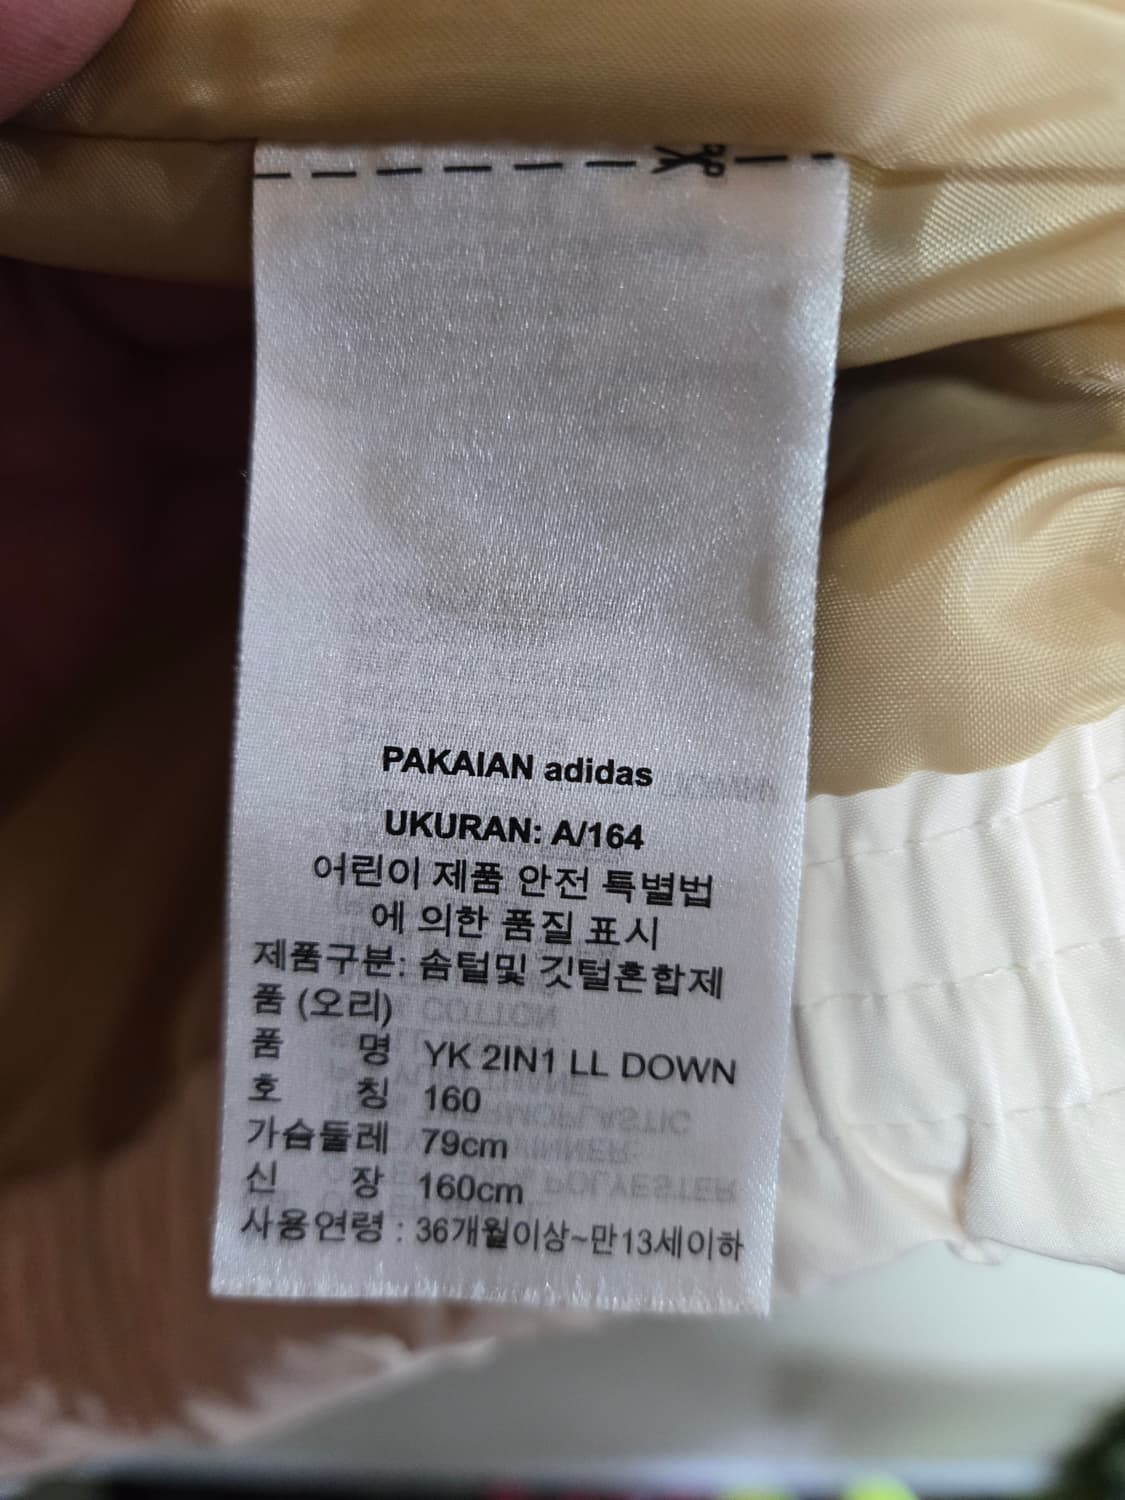 PAKAIAN adidas
UKURAN: A/164
어린이 제품 안전 특별법
에 의한 품질 표시
제품구분: 솜털및 깃털혼합제
품 (오리)
품 명 YK 2IN1 LL DOWN
호 칭 160
가슴둘레 79cm
신 장 160cm
사용연령 : 36개월이상~만13세이하